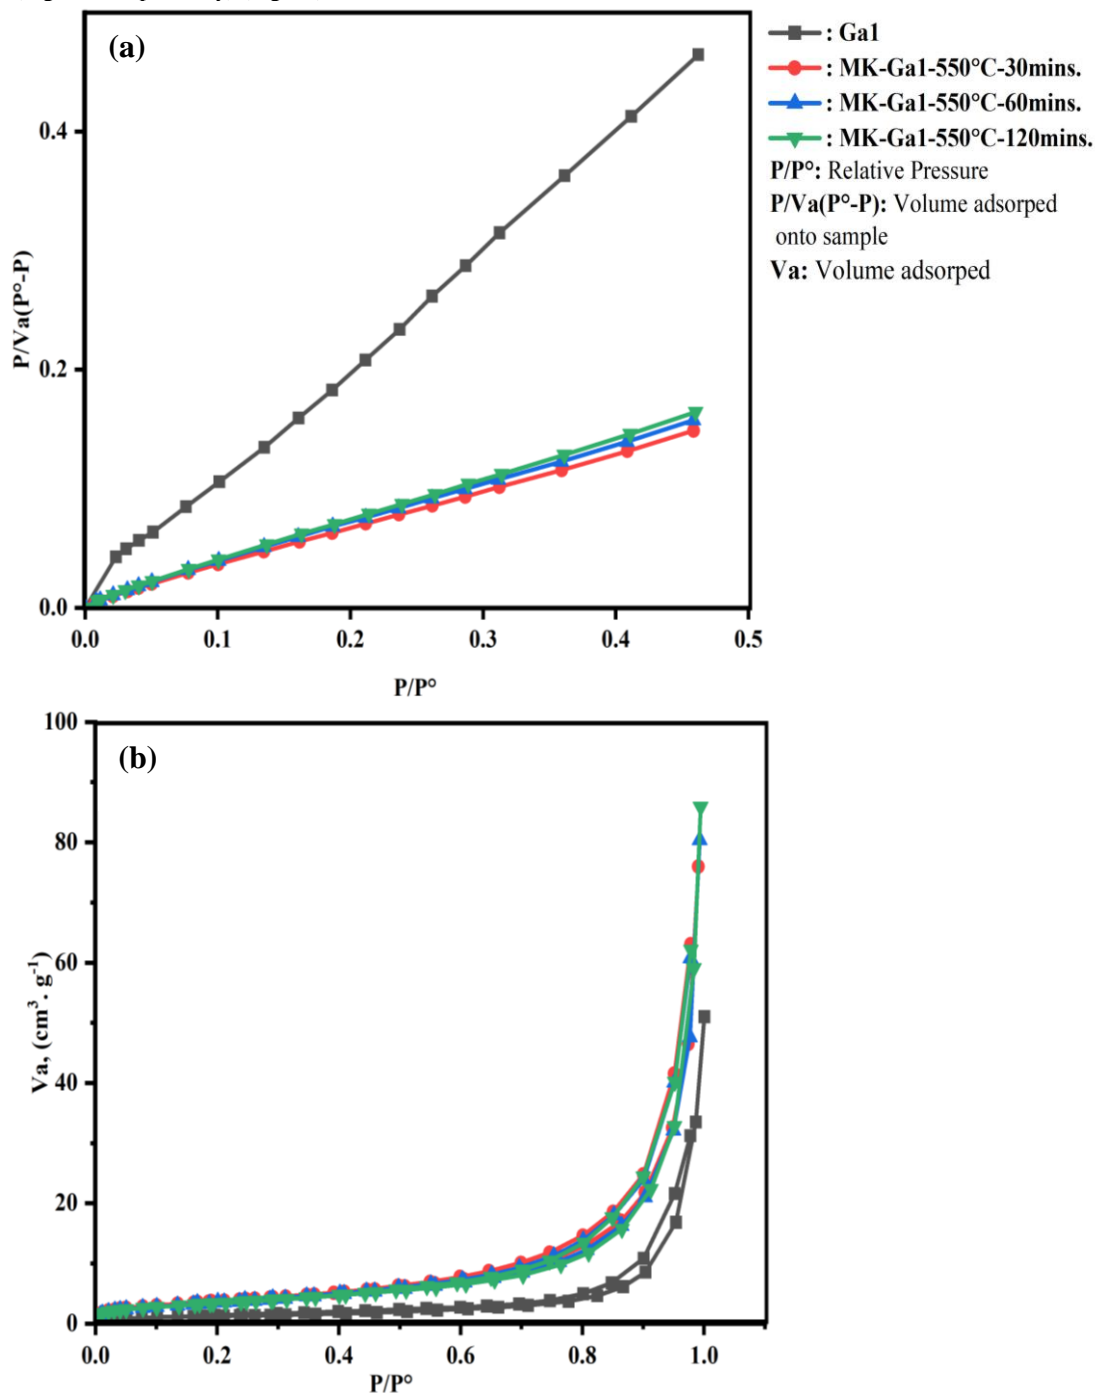 (a)
: Ga1
: MK-Ga1-550°C-30mins.
: MK-Ga1-550°C-60mins.
: MK-Ga1-550°C-120mins.
P/P°: Relative Pressure
P/Va(P°-P): Volume adsorped
onto sample
Va: Volume adsorped
P/Va(P°-P)
0.4
0.2
0.0
0.0 0.1 0.2 0.3 0.4 0.5
P/P°
(b)
Va, (cm³. g⁻¹)
100
80
60
40
20
0
0.0 0.2 0.4 0.6 0.8 1.0
P/P°